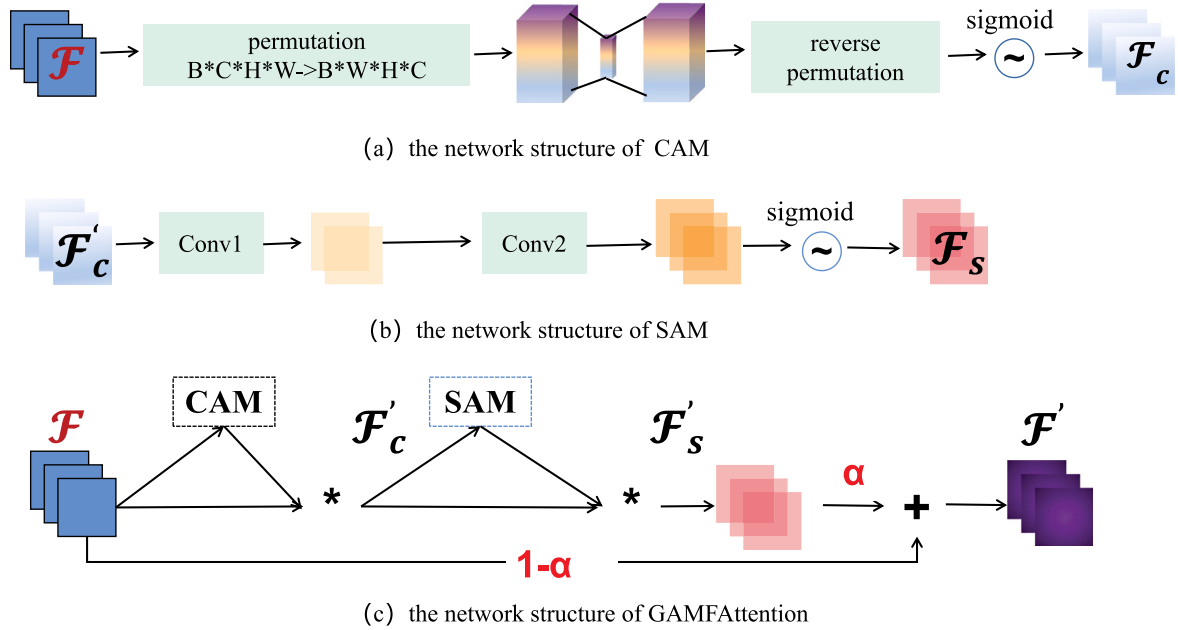 ℱ
permutation
B*C*H*W->B*W*H*C
reverse
permutation
sigmoid
~
ℱc
(a) the network structure of CAM
ℱ'c
Conv1
Conv2
sigmoid
~
ℱs
(b) the network structure of SAM
ℱ
CAM
*
ℱ'c
SAM
*
ℱ's
α
+
ℱ'
1-α
(c) the network structure of GAMFAttention